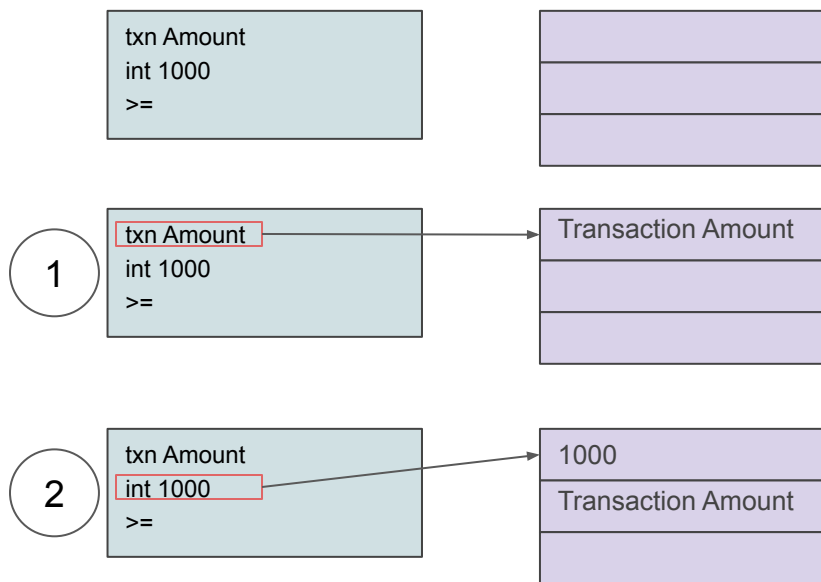 txn Amount
int 1000
>=
1
txn Amount
int 1000
>=
Transaction Amount
2
txn Amount
int 1000
>=
1000
Transaction Amount